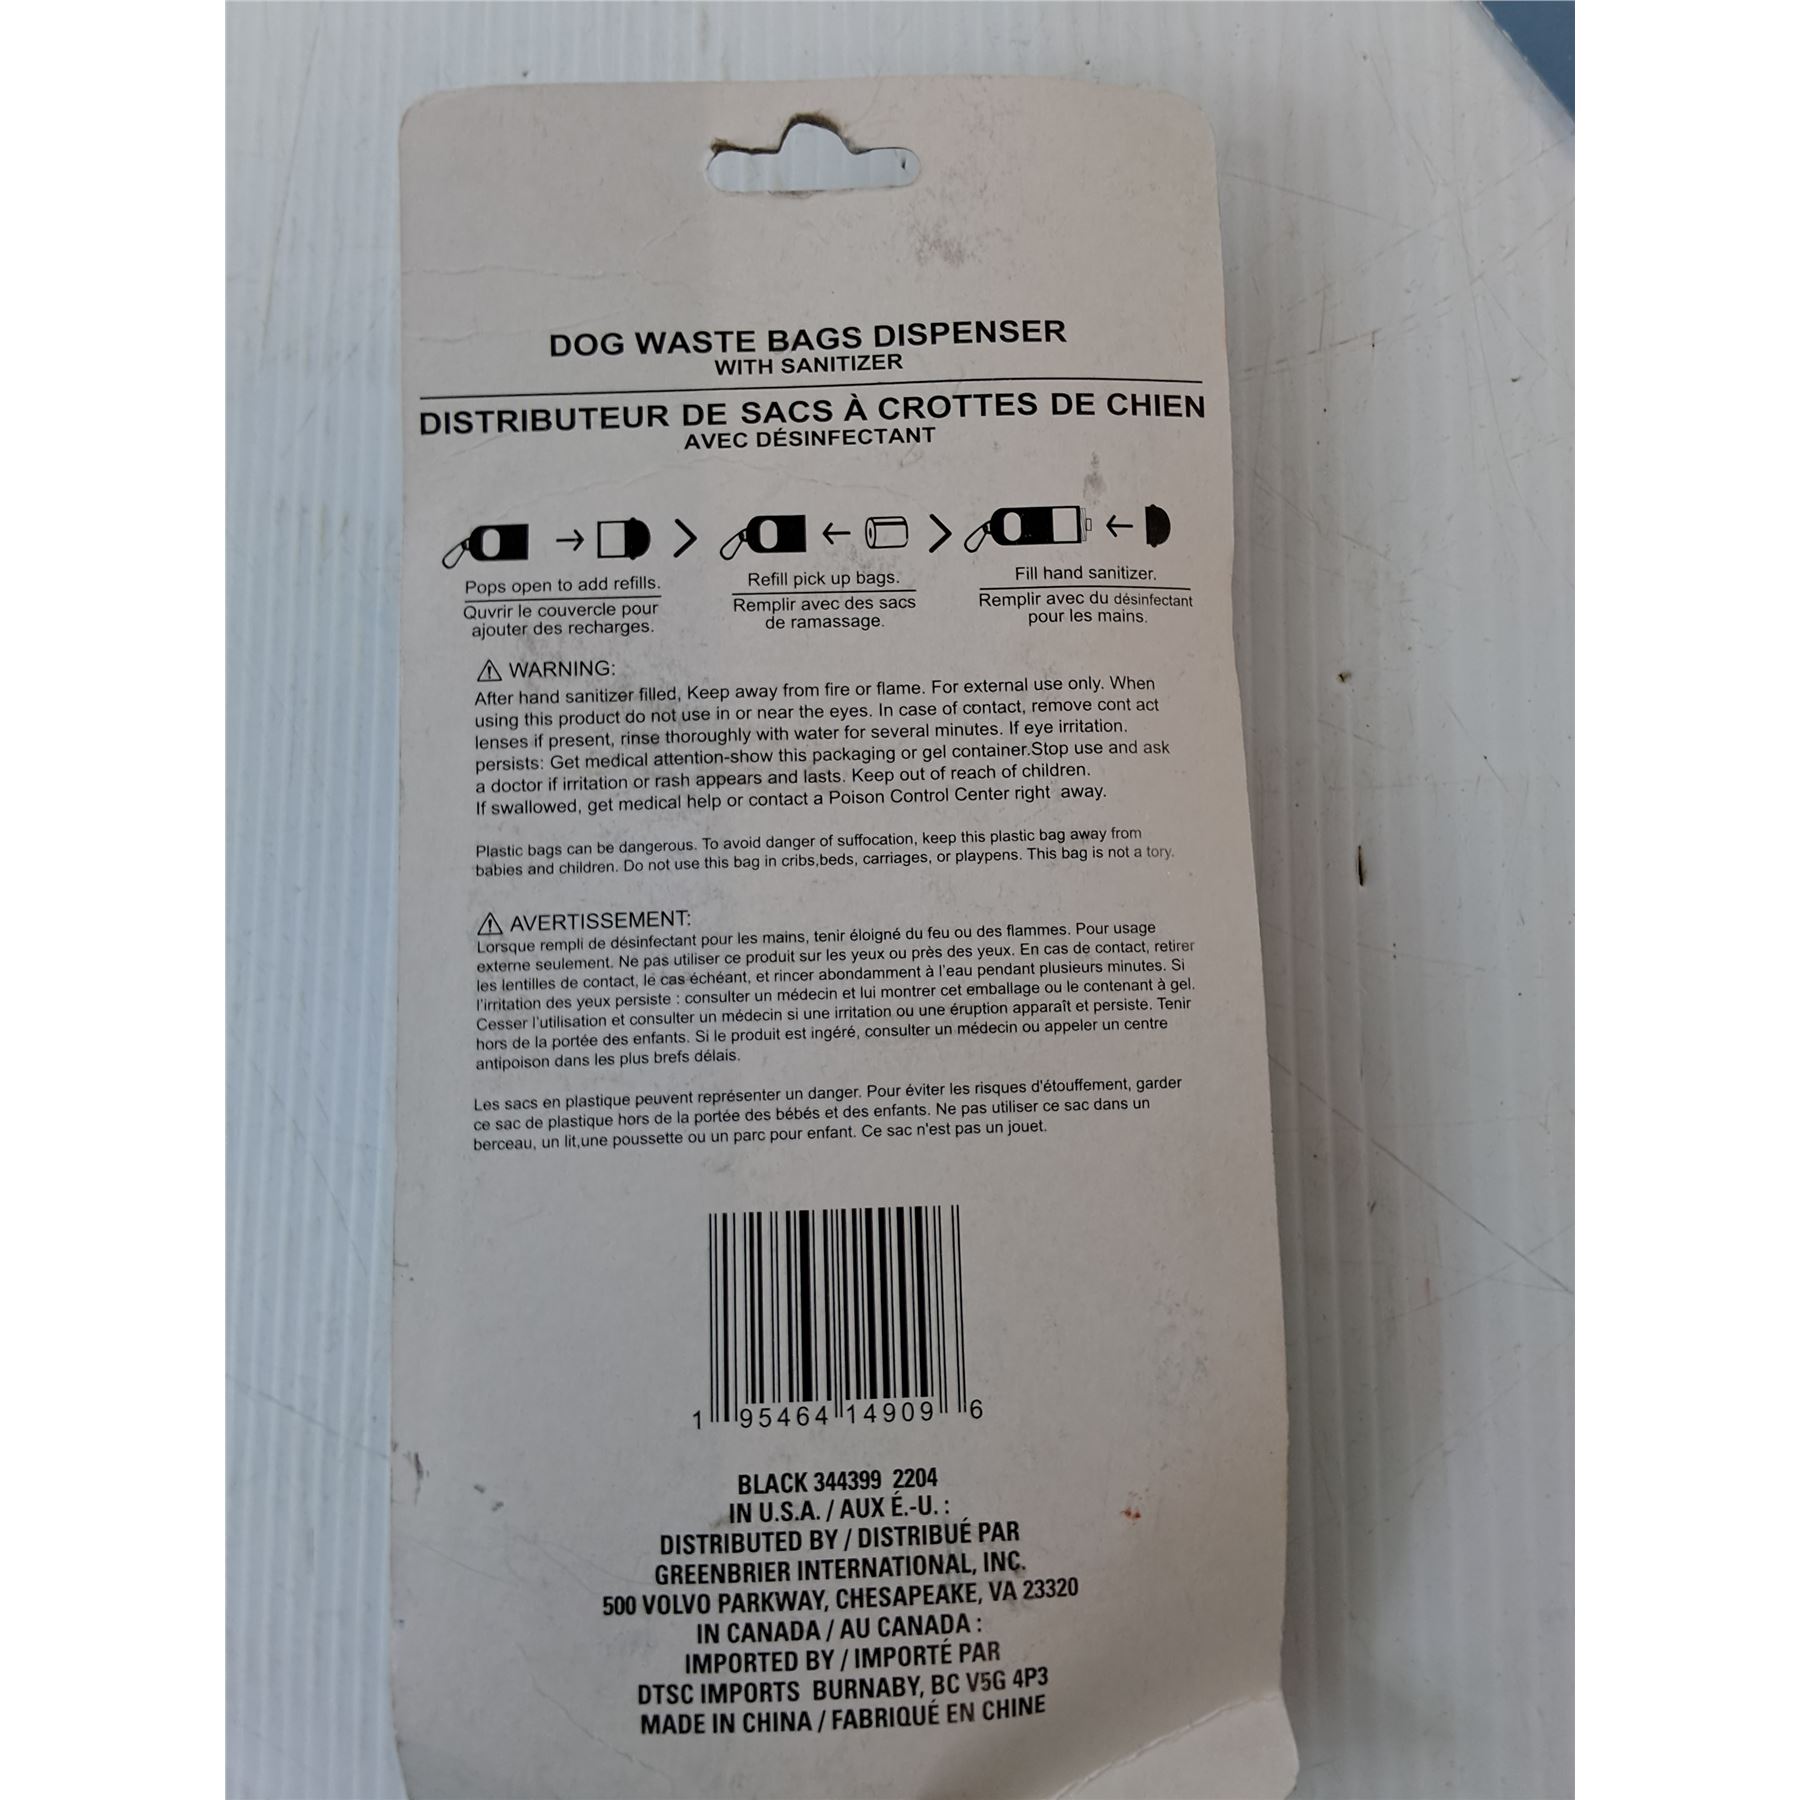 DOG WASTE BAGS DISPENSER
WITH SANITIZER
DISTRIBUTEUR DE SACS À CROTTES DE CHIEN
AVEC DÉSINFECTANT
Pops open to add refills.
Quvrir le couvercle pour
ajouter des recharges.
Refill pick up bags.
Remplir avec des sacs
de ramassage.
Fill hand sanitizer.
Remplir avec du désinfectant
pour les mains.
⚠ WARNING:
After hand sanitizer filled, Keep away from fire or flame. For external use only. When
using this product do not use in or near the eyes. In case of contact, remove cont act
lenses if present, rinse thoroughly with water for several minutes. If eye irritation.
persists: Get medical attention-show this packaging or gel container.Stop use and ask
a doctor if irritation or rash appears and lasts. Keep out of reach of children.
If swallowed, get medical help or contact a Poison Control Center right away.
Plastic bags can be dangerous. To avoid danger of suffocation, keep this plastic bag away from
babies and children. Do not use this bag in cribs,beds, carriages, or playpens. This bag is not a tory.
⚠ AVERTISSEMENT:
Lorsque rempli de désinfectant pour les mains, tenir éloigné du feu ou des flammes. Pour usage
externe seulement. Ne pas utiliser ce produit sur les yeux ou près des yeux. En cas de contact, retirer
les lentilles de contact, le cas échéant, et rincer abondamment à l'eau pendant plusieurs minutes. Si
l'irritation des yeux persiste : consulter un médecin et lui montrer cet emballage ou le contenant à gel.
Cesser l'utilisation et consulter un médecin si une irritation ou une éruption apparaît et persiste. Tenir
hors de la portée des enfants. Si le produit est ingéré, consulter un médecin ou appeler un centre
antipoison dans les plus brefs délais.
Les sacs en plastique peuvent représenter un danger. Pour éviter les risques d'étouffement, garder
ce sac de plastique hors de la portée des bébés et des enfants. Ne pas utiliser ce sac dans un
berceau, un lit,une poussette ou un parc pour enfant. Ce sac n'est pas un jouet.
1 95464 14909 6
BLACK 344399 2204
IN U.S.A. / AUX É.-U. :
DISTRIBUTED BY / DISTRIBUÉ PAR
GREENBRIER INTERNATIONAL, INC.
500 VOLVO PARKWAY, CHESAPEAKE, VA 23320
IN CANADA / AU CANADA :
IMPORTED BY / IMPORTÉ PAR
DTSC IMPORTS BURNABY, BC V5G 4P3
MADE IN CHINA / FABRIQUÉ EN CHINE